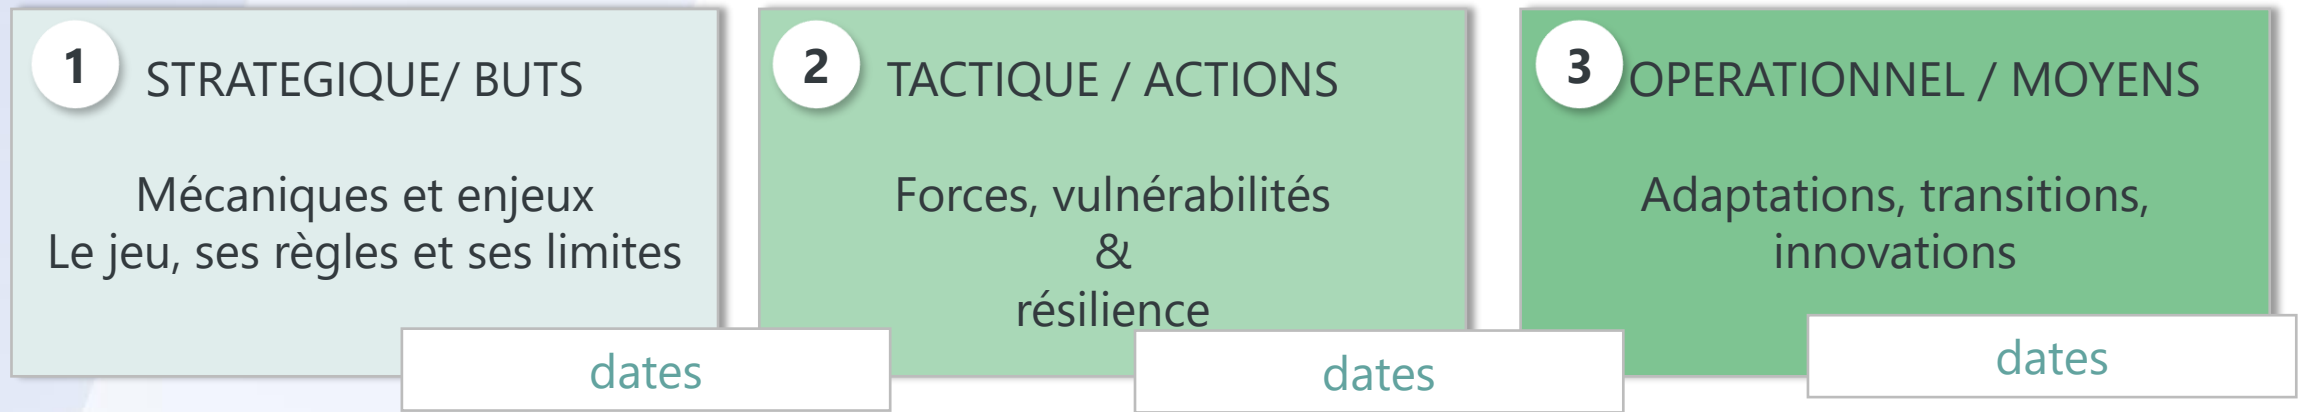 1
STRATEGIQUE/ BUTS
Mécaniques et enjeux
Le jeu, ses règles et ses limites
dates
2
TACTIQUE / ACTIONS
Forces, vulnérabilités
&
résilience
dates
3
OPERATIONNEL / MOYENS
Adaptations, transitions,
innovations
dates